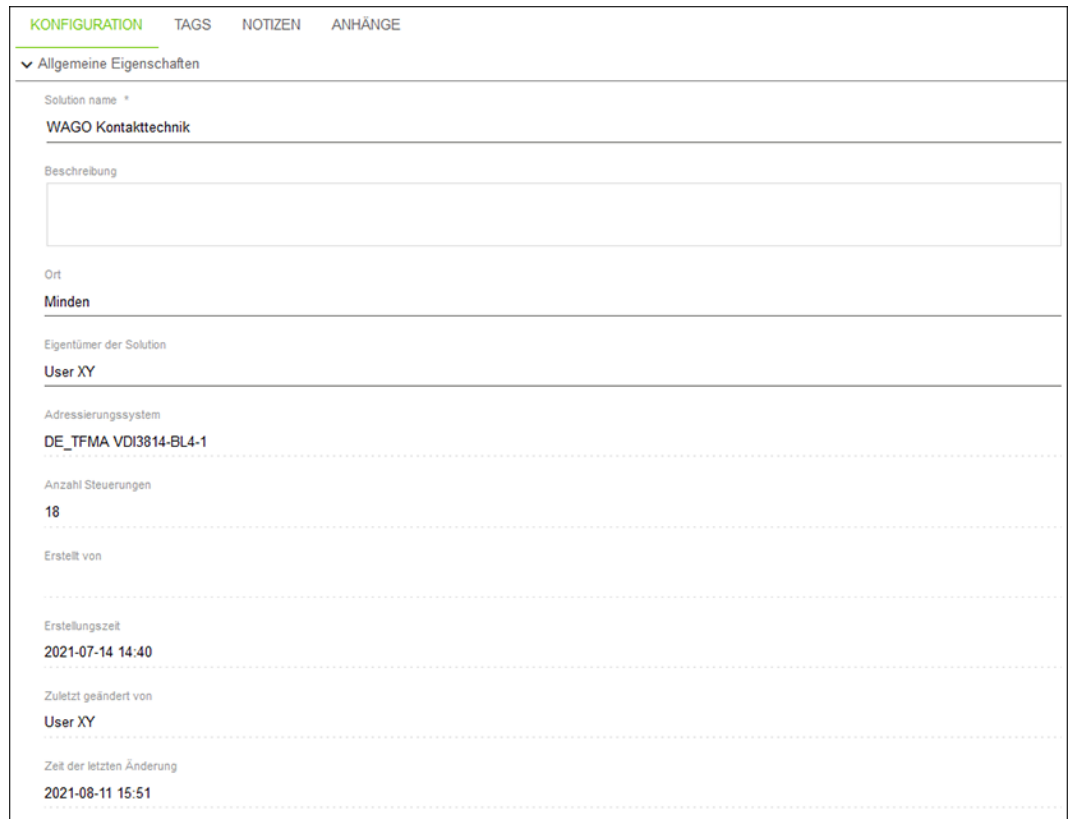 KONFIGURATION TAGS NOTIZEN ANHÄNGE
Allgemeine Eigenschaften
Solution name *
WAGO Kontakttechnik
Beschreibung
Ort
Minden
Eigentümer der Solution
User XY
Adressierungssystem
DE_TFMA VDI3814-BL4-1
Anzahl Steuerungen
18
Erstellt von
Erstellungszeit
2021-07-14 14:40
Zuletzt geändert von
User XY
Zeit der letzten Änderung
2021-08-11 15:51